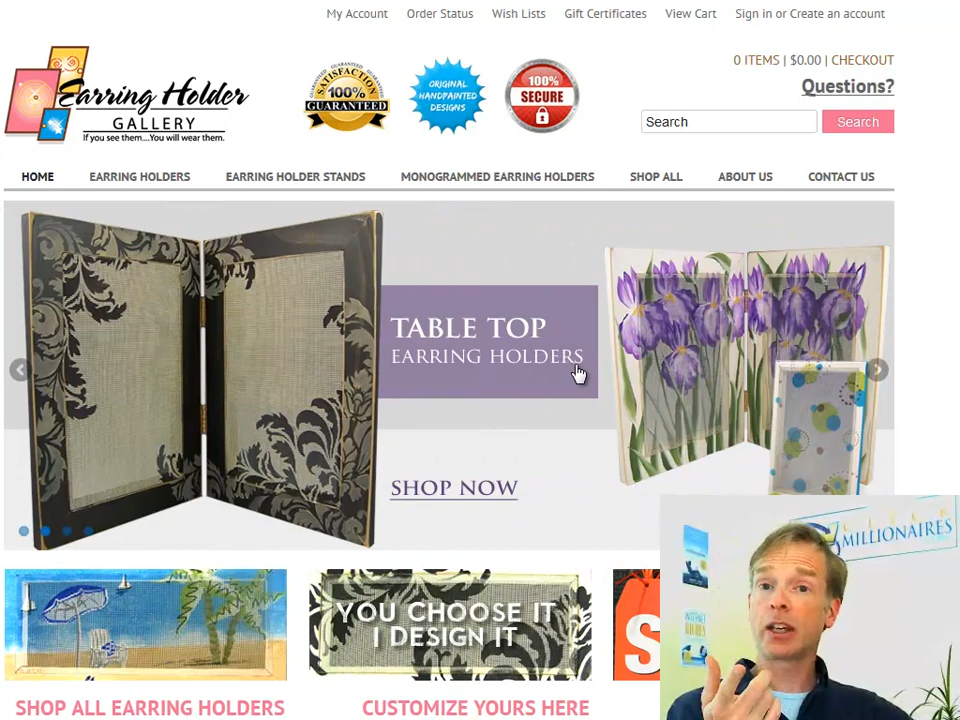 My Account Order Status Wish Lists Gift Certificates View Cart Sign in or Create an account
Earring Holder
GALLERY
If you see them....You will wear them.
SATISFACTION
100%
GUARANTEED
ORIGINAL
HANDPAINTED
DESIGNS
100%
SECURE
0 ITEMS | $0.00 | CHECKOUT
Questions?
Search Search
HOME EARRING HOLDERS EARRING HOLDER STANDS MONOGRAMMED EARRING HOLDERS SHOP ALL ABOUT US CONTACT US
TABLE TOP
EARRING HOLDERS
SHOP NOW
YOU CHOOSE IT
I DESIGN IT
S
CLICK
MILLIONAIRES
INTERNET
RICHES
SHOP ALL EARRING HOLDERS CUSTOMIZE YOURS HERE